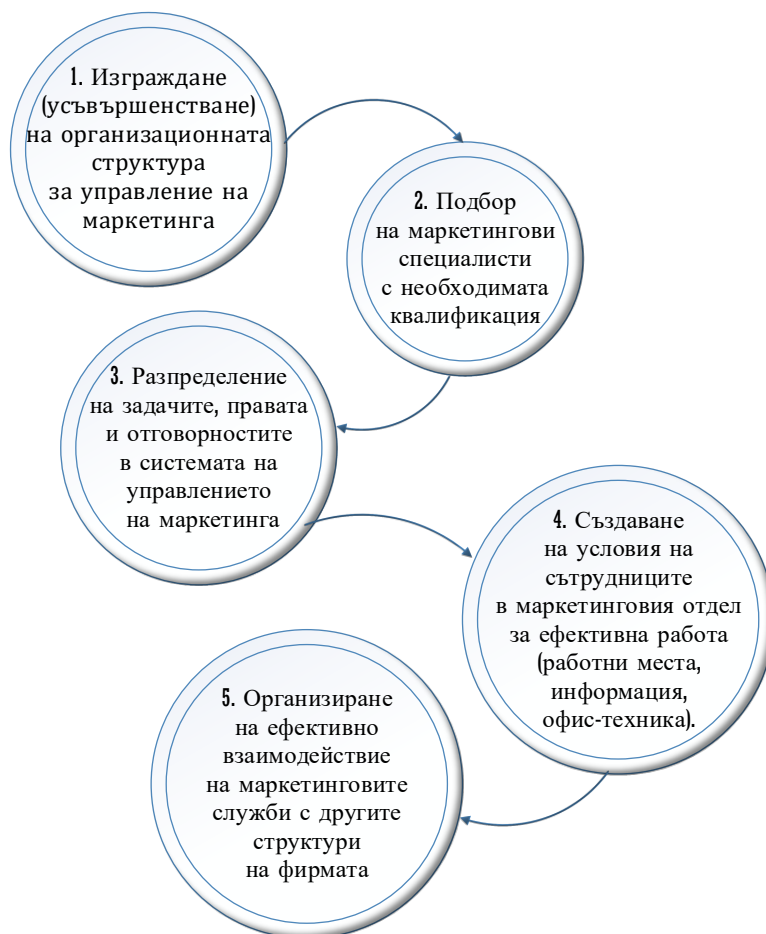 1. Изграждане
(усъвършенстване)
на организационната
структура
за управление на
маркетинга
2. Подбор
на маркетингови
специалисти
с необходимата
квалификация
3. Разпределение
на задачите, правата
и отговорностите
в системата на
управлението
на маркетинга
4. Създаване
на условия на
сътрудниците
в маркетинговия отдел
за ефективна работа
(работни места,
информация,
офис-техника).
5. Организиране
на ефективно
взаимодействие
на маркетинговите
служби с другите
структури
на фирмата